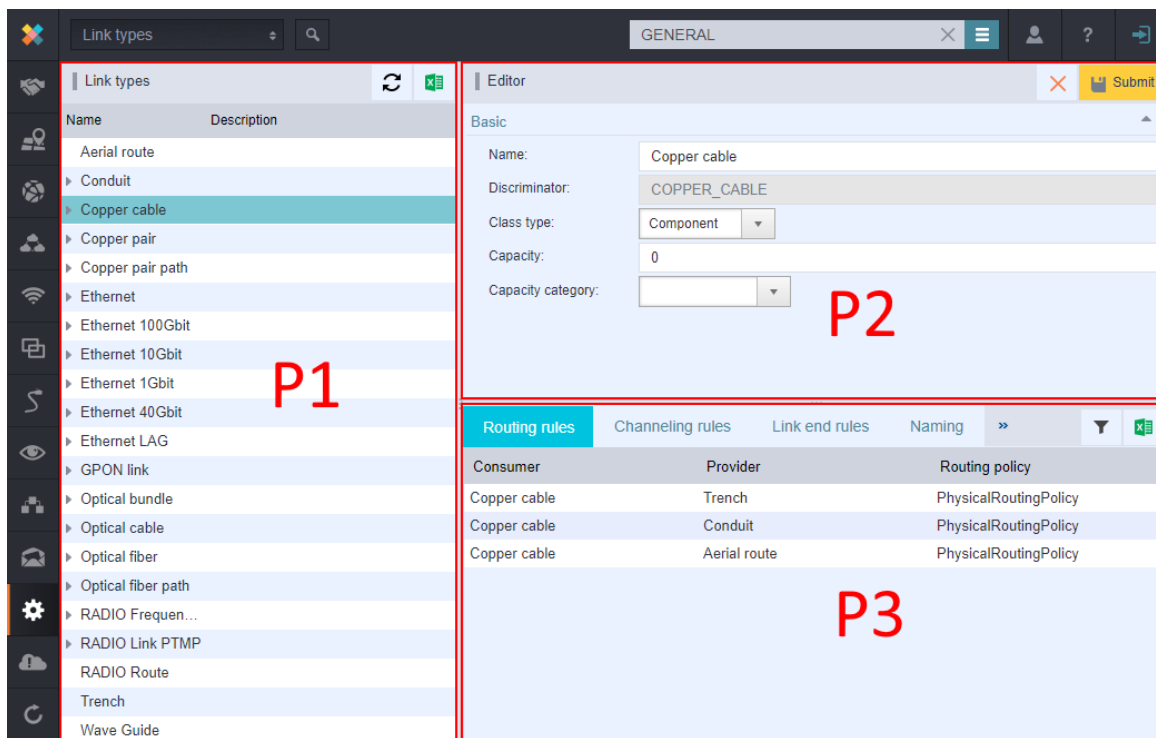 Link types
GENERAL
?
Link types
Editor
Submit
Name Description
Basic
Aerial route
Conduit
Copper cable
Copper pair
Copper pair path
Ethernet
Ethernet 100Gbit
Ethernet 10Gbit
Ethernet 1Gbit
Ethernet 40Gbit
Ethernet LAG
GPON link
Optical bundle
Optical cable
Optical fiber
Optical fiber path
RADIO Frequen...
RADIO Link PTMP
RADIO Route
Trench
Wave Guide
P1
Name: Copper cable
Discriminator: COPPER_CABLE
Class type: Component
Capacity: 0
Capacity category:
P2
Routing rules Channeling rules Link end rules Naming »
Consumer Provider Routing policy
Copper cable Trench PhysicalRoutingPolicy
Copper cable Conduit PhysicalRoutingPolicy
Copper cable Aerial route PhysicalRoutingPolicy
P3